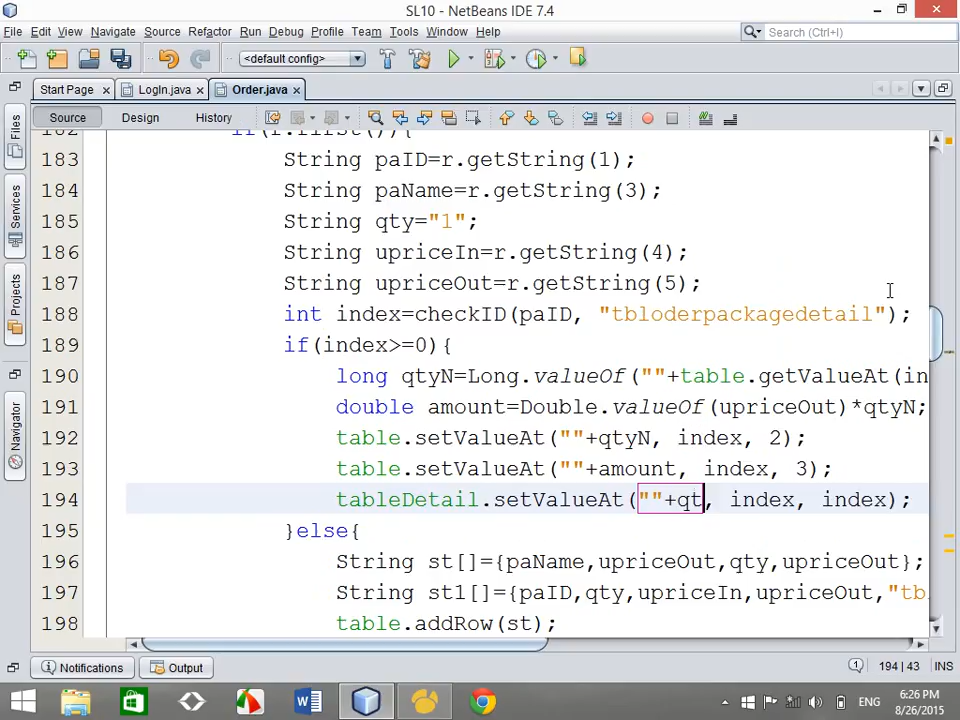 SL10 - NetBeans IDE 7.4
File Edit View Navigate Source Refactor Run Debug Profile Team Tools Window Help
Search (Ctrl+I)
<default config>
Start Page LogIn.java Order.java
Source Design History
Files
Services
Projects
Navigator
182 if(r.first()){
183 String paID=r.getString(1);
184 String paName=r.getString(3);
185 String qty="1";
186 String upriceIn=r.getString(4);
187 String upriceOut=r.getString(5);
188 int index=checkID(paID, "tbloderpackagedetail");
189 if(index>=0){
190 long qtyN=Long.valueOf(""+table.getValueAt(in
191 double amount=Double.valueOf(upriceOut)*qtyN;
192 table.setValueAt(""+qtyN, index, 2);
193 table.setValueAt(""+amount, index, 3);
194 tableDetail.setValueAt(""+qt, index, index);
195 }else{
196 String st[]={paName,upriceOut,qty,upriceOut};
197 String st1[]={paID,qty,upriceIn,upriceOut,"tb
198 table.addRow(st);
Notifications Output
1 194 | 43 INS
ENG
6:26 PM
8/26/2015